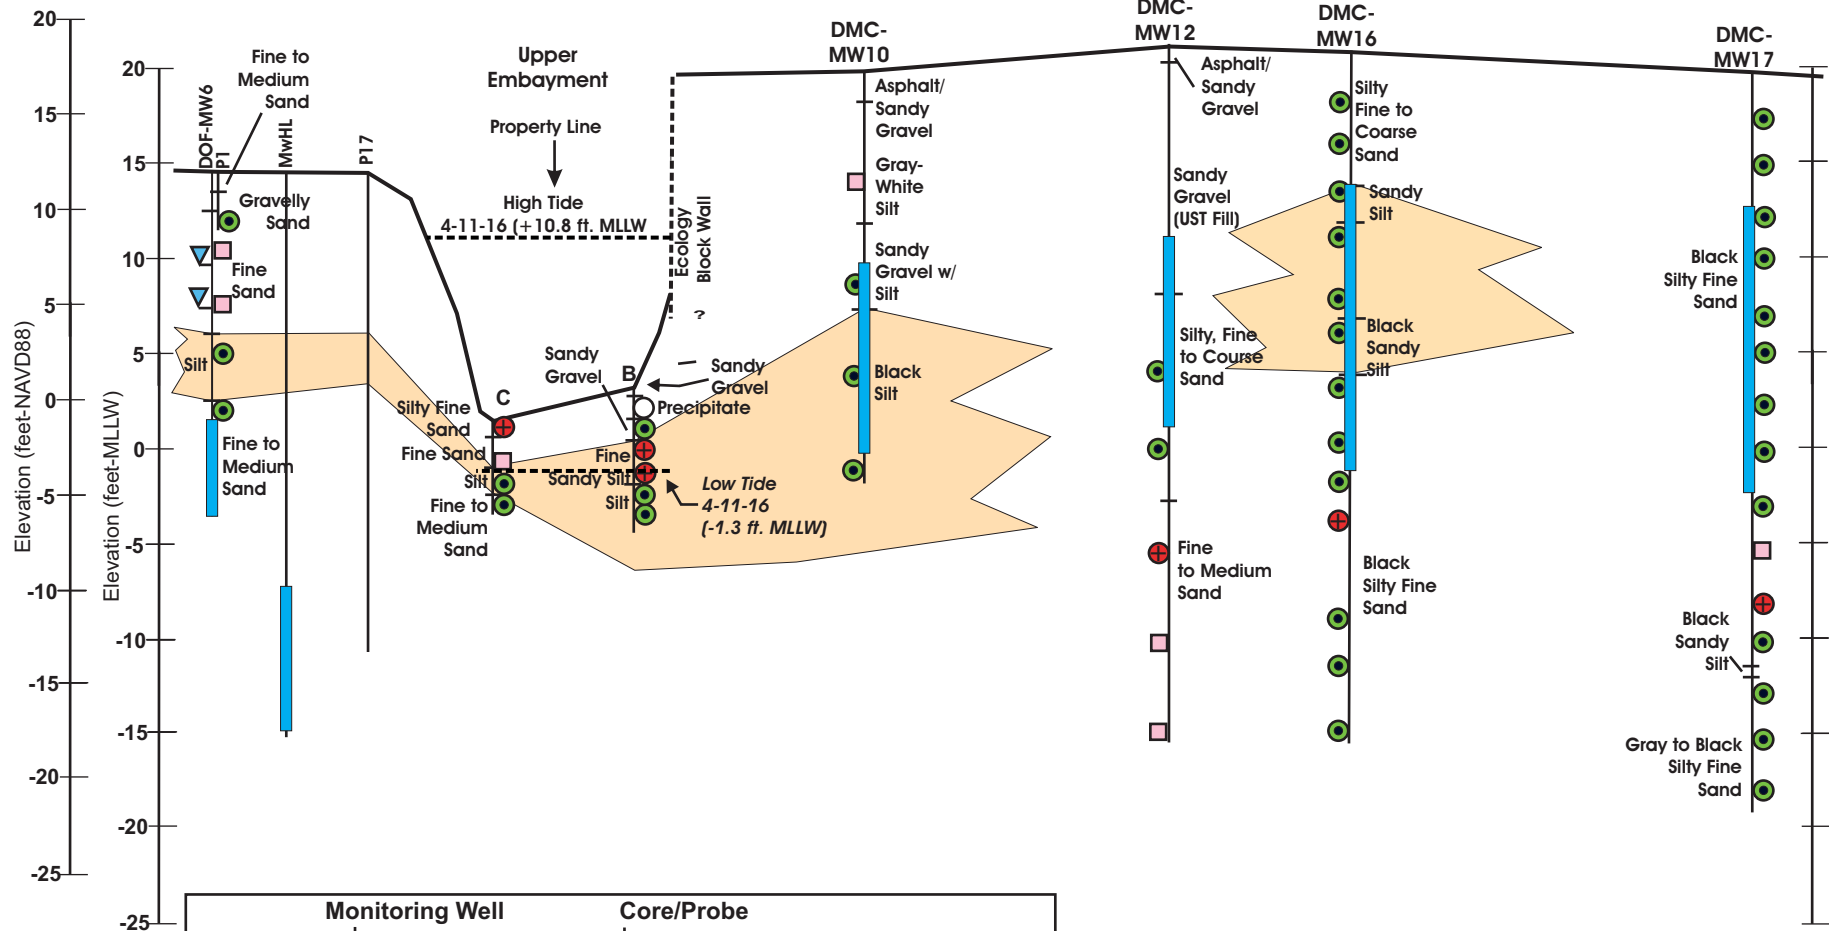 DMC-
MW12
DMC-
MW16
DMC-
MW10
DMC-
MW17
20
15
10
5
0
-5
-10
-15
-20
-25
Elevation (feet-NAVD88)
20
15
10
5
0
-5
-10
-15
-20
-25
Elevation (feet-MLLW)
DOF-MW6
P1
MwHL
P17
Fine to
Medium
Sand
Gravelly
Sand
Fine
Sand
Silt
Fine to
Medium
Sand
Upper
Embayment
Property Line
High Tide
4-11-16 (+10.8 ft. MLLW
Ecology
Block Wall
?
C
Silty Fine
Sand
Fine Sand
Silt
Fine to
Medium
Sand
B
Sandy
Gravel
Sandy
Gravel
Precipitate
Fine
Sandy Silt
Silt
Low Tide
4-11-16
(-1.3 ft. MLLW)
Asphalt/
Sandy
Gravel
Gray-
White
Silt
Sandy
Gravel w/
Silt
Black
Silt
Asphalt/
Sandy
Gravel
Sandy
Gravel
(UST Fill)
Silty, Fine
to Course
Sand
Fine
to Medium
Sand
Silty
Fine to
Coarse
Sand
Sandy
Silt
Black
Sandy
Silt
Black
Silty Fine
Sand
Black
Silty Fine
Sand
Black
Sandy
Silt
Gray to Black
Silty Fine
Sand
Monitoring Well
Core/Probe